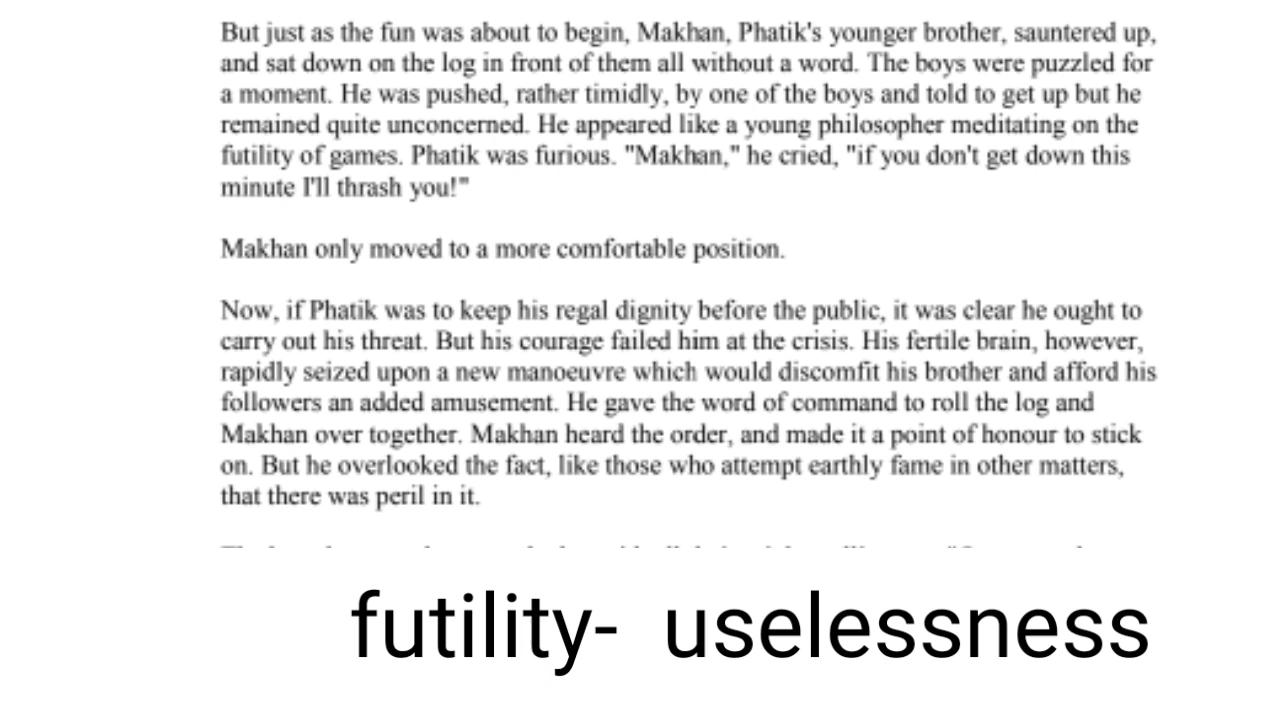 But just as the fun was about to begin, Makhan, Phatik's younger brother, sauntered up,
and sat down on the log in front of them all without a word. The boys were puzzled for
a moment. He was pushed, rather timidly, by one of the boys and told to get up but he
remained quite unconcerned. He appeared like a young philosopher meditating on the
futility of games. Phatik was furious. "Makhan," he cried, "if you don't get down this
minute I'll thrash you!"
Makhan only moved to a more comfortable position.
Now, if Phatik was to keep his regal dignity before the public, it was clear he ought to
carry out his threat. But his courage failed him at the crisis. His fertile brain, however,
rapidly seized upon a new manoeuvre which would discomfit his brother and afford his
followers an added amusement. He gave the word of command to roll the log and
Makhan over together. Makhan heard the order, and made it a point of honour to stick
on. But he overlooked the fact, like those who attempt earthly fame in other matters,
that there was peril in it.
futility- uselessness